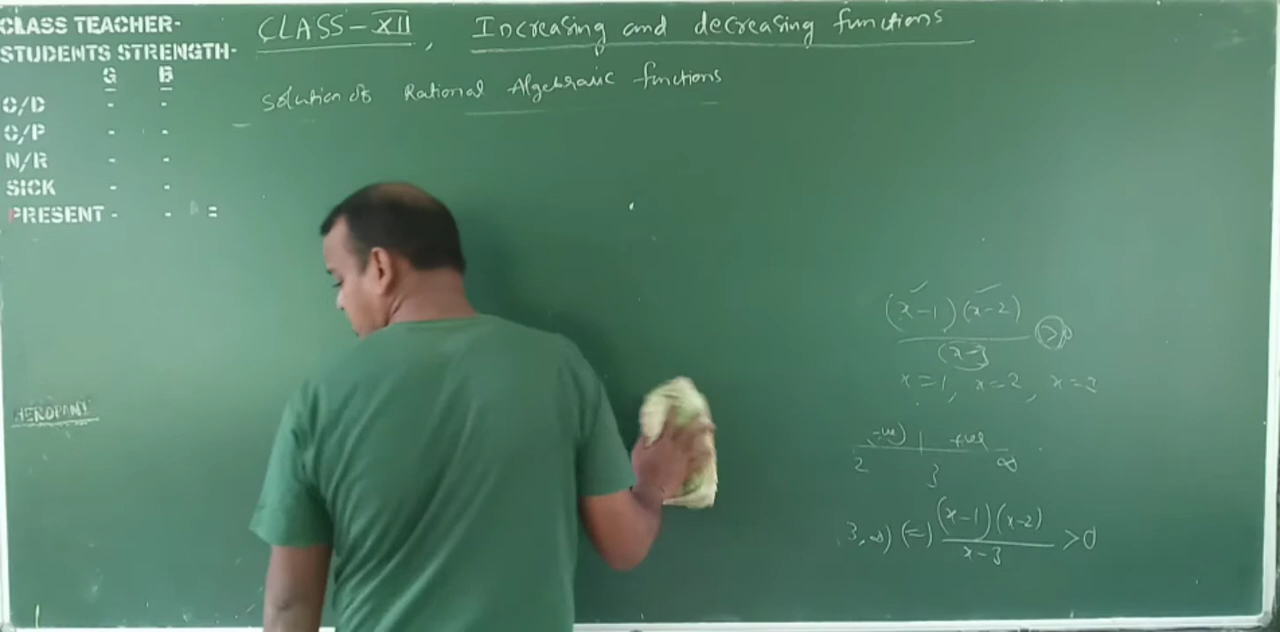 CLASS TEACHER-
STUDENTS STRENGTH-
G B
O/D - -
O/P - -
N/R - -
SICK - -
PRESENT - - =
CLASS-XII, Increasing and decreasing functions
Solution of Rational Algebraic functions
(x-1)(x-2)
(x-3) >0
x=1, x=2, x=3
-ve) | +ve
2 3 ∞
3, ∞) (=) (x-1)(x-2)
x-3 >0